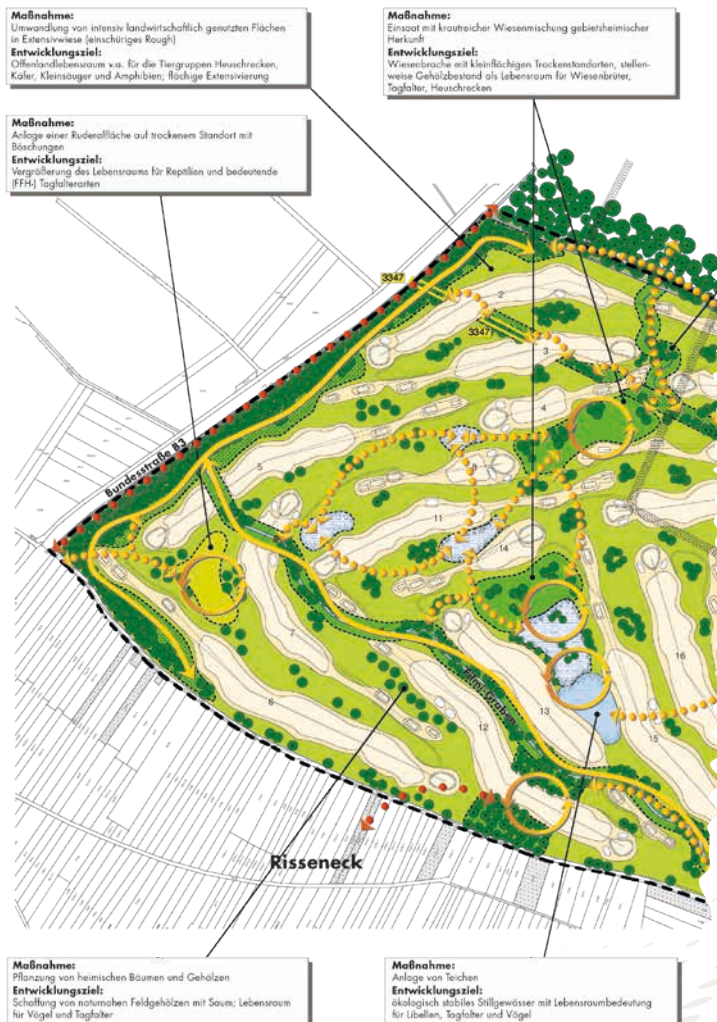 Maßnahme:
Umwandlung von intensiv landwirtschaftlich genutzten Flächen
in Extensivwiese (einschüriges Rough)
Entwicklungsziel:
Offenlandlebensraum v.a. für die Tiergruppen Heuschrecken,
Käfer, Kleinsäuger und Amphibien; flächige Extensivierung
Maßnahme:
Einsaat mit krautreicher Wiesenmischung gebietsheimischer
Herkunft
Entwicklungsziel:
Wiesenbrache mit kleinflächigen Trockenstandorten, stellen-
weise Gehölzbestand als Lebensraum für Wiesenbrüter,
Tagfalter, Heuschrecken
Maßnahme:
Anlage einer Ruderalfläche auf trockenem Standort mit
Böschungen
Entwicklungsziel:
Vergrößerung des Lebensraums für Reptilien und bedeutende
(FFH-) Tagfalterarten
3347
2
3347
3
4
Bundesstraße B3
5
9
11
14
7
16
6
12
13
15
Graben
Risseneck
Maßnahme:
Pflanzung von heimischen Bäumen und Gehölzen
Entwicklungsziel:
Schaffung von naturnahen Feldgehölzen mit Saum; Lebensraum
für Vögel und Tagfalter
Maßnahme:
Anlage von Teichen
Entwicklungsziel:
ökologisch stabiles Stillgewässer mit Lebensraumbedeutung
für Libellen, Tagfalter und Vögel